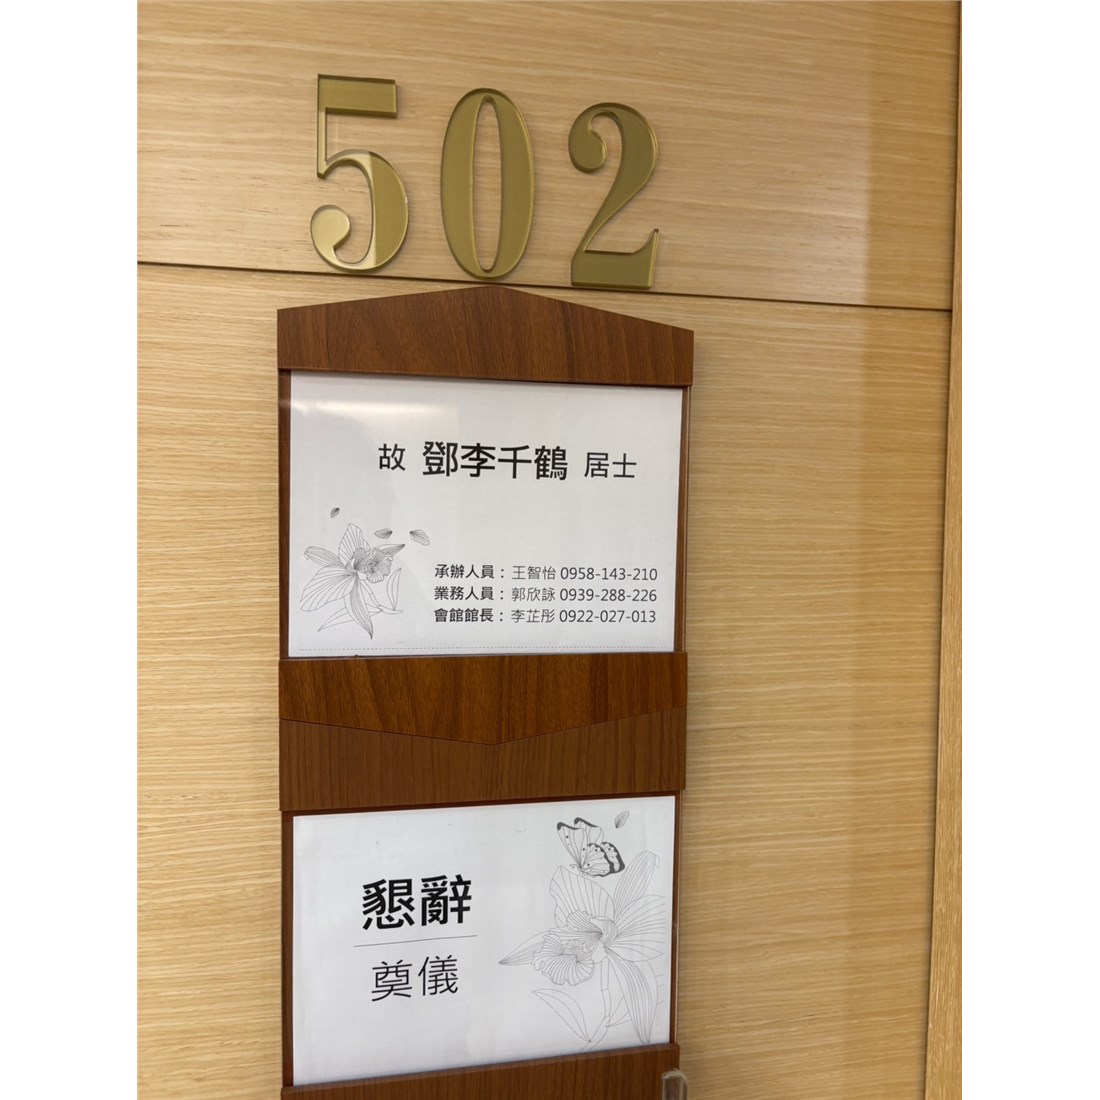 502
故 鄧李千鶴 居士
承辦人員：王智怡 0958-143-210
業務人員：郭欣詠 0939-288-226
會館館長：李芷彤 0922-027-013
懇辭
奠儀